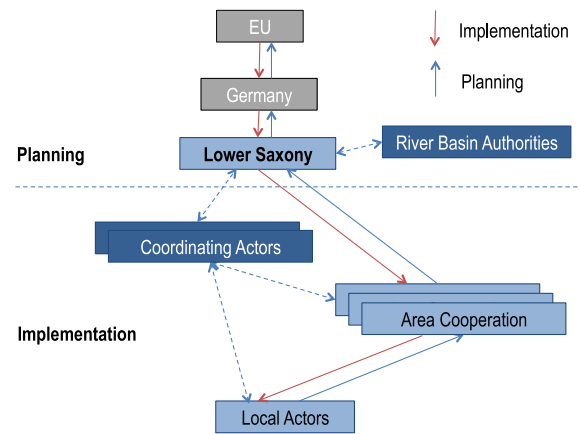 EU
Implementation
Germany
Planning
Lower Saxony
River Basin Authorities
Planning
Coordinating Actors
Area Cooperation
Implementation
Local Actors